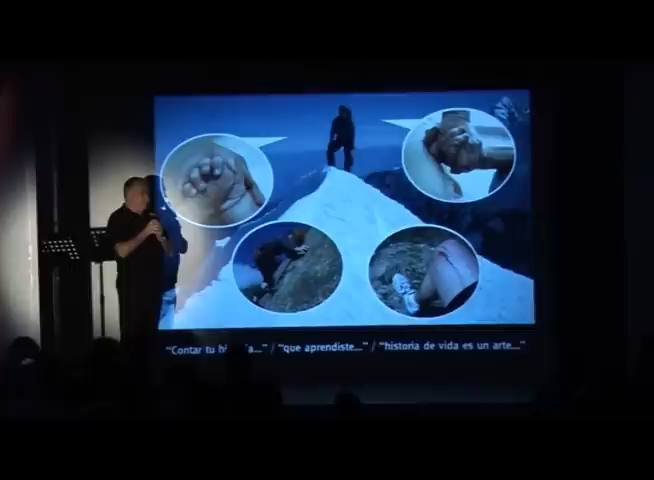 "Contar tu h a..." / "que aprendiste..." / "historia de vida es un arte..."